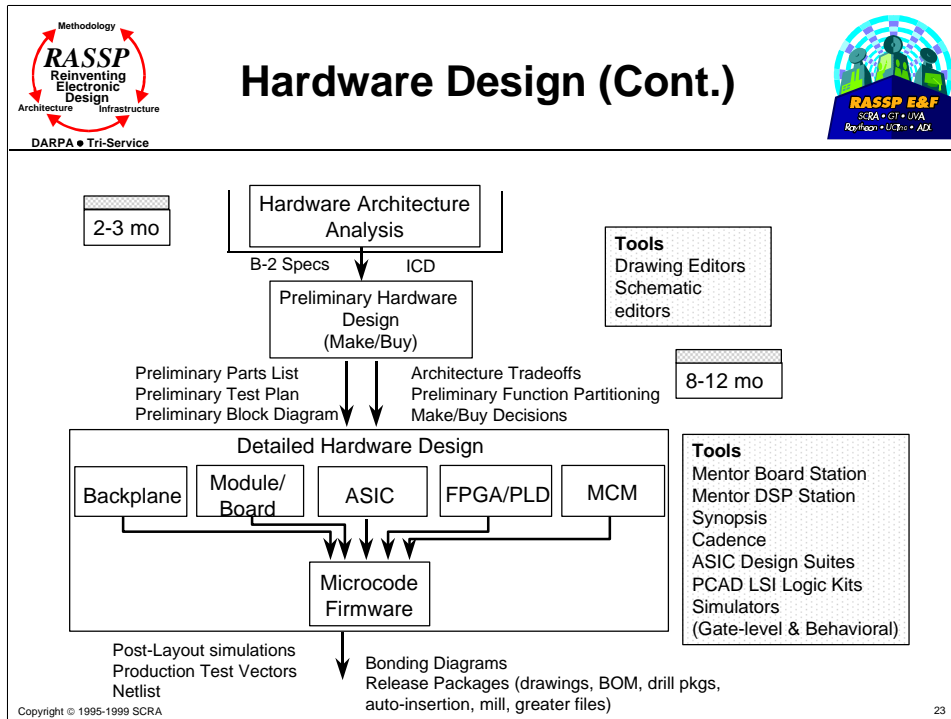 Methodology
RASSP
Reinventing
Electronic
Design
Architecture
Infrastructure
DARPA ● Tri-Service
Hardware Design (Cont.)
RASSP E&F
SCRA • GT • UVA
Raytheon • UCinc • ADL
2-3 mo
Hardware Architecture
Analysis
B-2 Specs
ICD
Tools
Drawing Editors
Schematic
editors
Preliminary Hardware
Design
(Make/Buy)
8-12 mo
Preliminary Parts List
Preliminary Test Plan
Preliminary Block Diagram
Architecture Tradeoffs
Preliminary Function Partitioning
Make/Buy Decisions
Detailed Hardware Design
Backplane
Module/
Board
ASIC
FPGA/PLD
MCM
Microcode
Firmware
Tools
Mentor Board Station
Mentor DSP Station
Synopsis
Cadence
ASIC Design Suites
PCAD LSI Logic Kits
Simulators
(Gate-level & Behavioral)
Post-Layout simulations
Production Test Vectors
Netlist
Bonding Diagrams
Release Packages (drawings, BOM, drill pkgs,
auto-insertion, mill, greater files)
Copyright © 1995-1999 SCRA
23